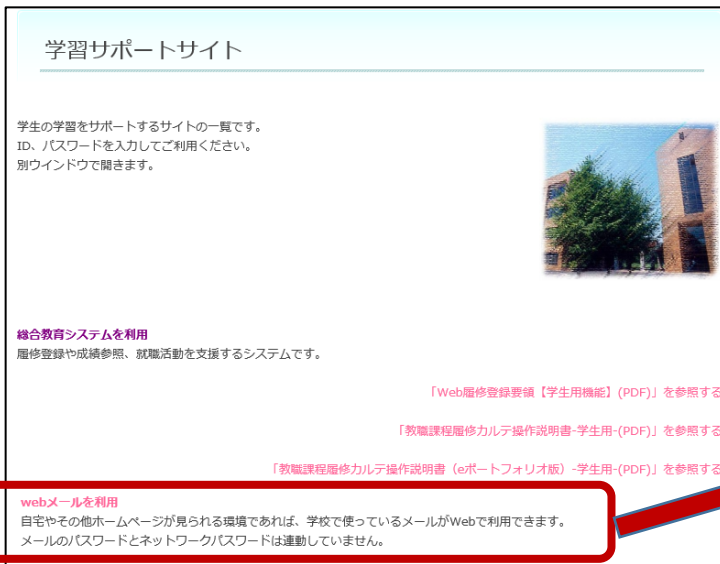 学習サポートサイト
学生の学習をサポートするサイトの一覧です。
ID、パスワードを入力してご利用ください。
別ウインドウで開きます。
総合教育システムを利用
履修登録や成績参照、就職活動を支援するシステムです。
「Web履修登録要領【学生用機能】(PDF)」を参照する
「教職課程履修カルテ操作説明書-学生用-(PDF)」を参照する
「教職課程履修カルテ操作説明書（eポートフォリオ版）-学生用-(PDF)」を参照する
webメールを利用
自宅やその他ホームページが見られる環境であれば、学校で使っているメールがWebで利用できます。
メールのパスワードとネットワークパスワードは連動していません。